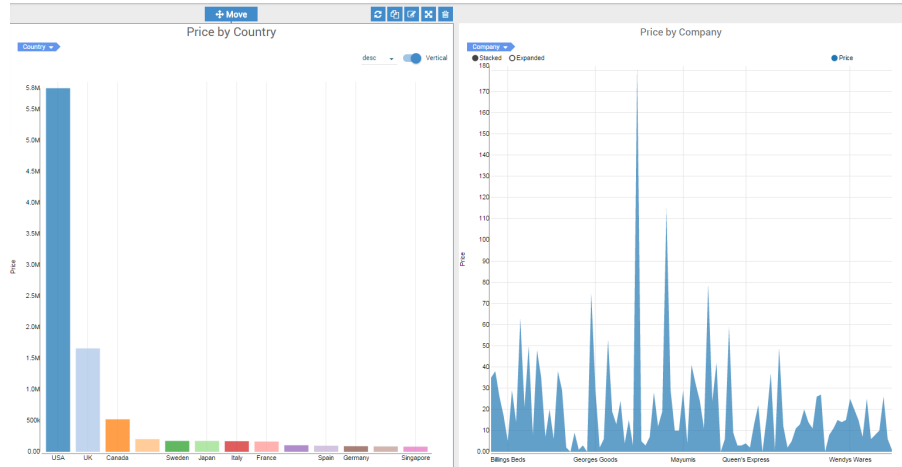 Move
Price by Country
Country
desc
Vertical
5.8M
5.5M
5.0M
4.5M
4.0M
3.5M
3.0M
2.5M
2.0M
1.5M
1.0M
500k
0.00
Price
USA UK Canada Sweden Japan Italy France Spain Germany Singapore
Price by Company
Company
Stacked Expanded Price
180
170
160
150
140
130
120
110
100
90
80
70
60
50
40
30
20
10
0.00
Price
Billings Beds Georges Goods Mayumis Queen's Express Wendys Wares